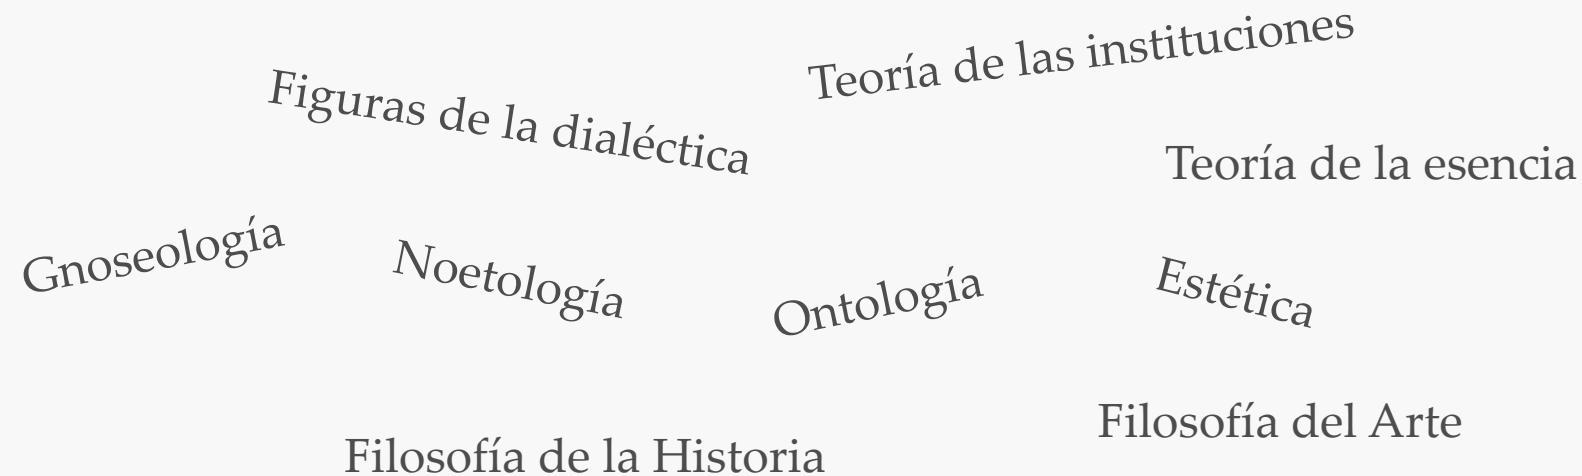 Teoría de las instituciones
Figuras de la dialéctica
Teoría de la esencia
Gnoseología
Noetología
Ontología
Estética
Filosofía del Arte
Filosofía de la Historia